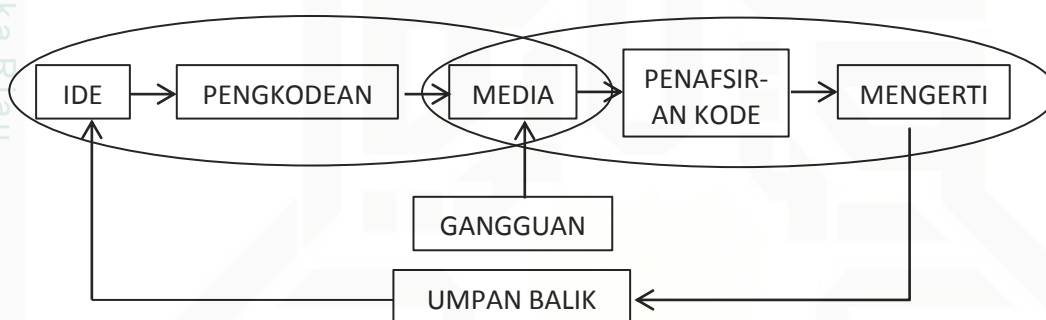 IDE
PENGKODEAN
MEDIA
PENAFSIR-
AN KODE
MENGERTI
GANGGUAN
UMPAN BALIK